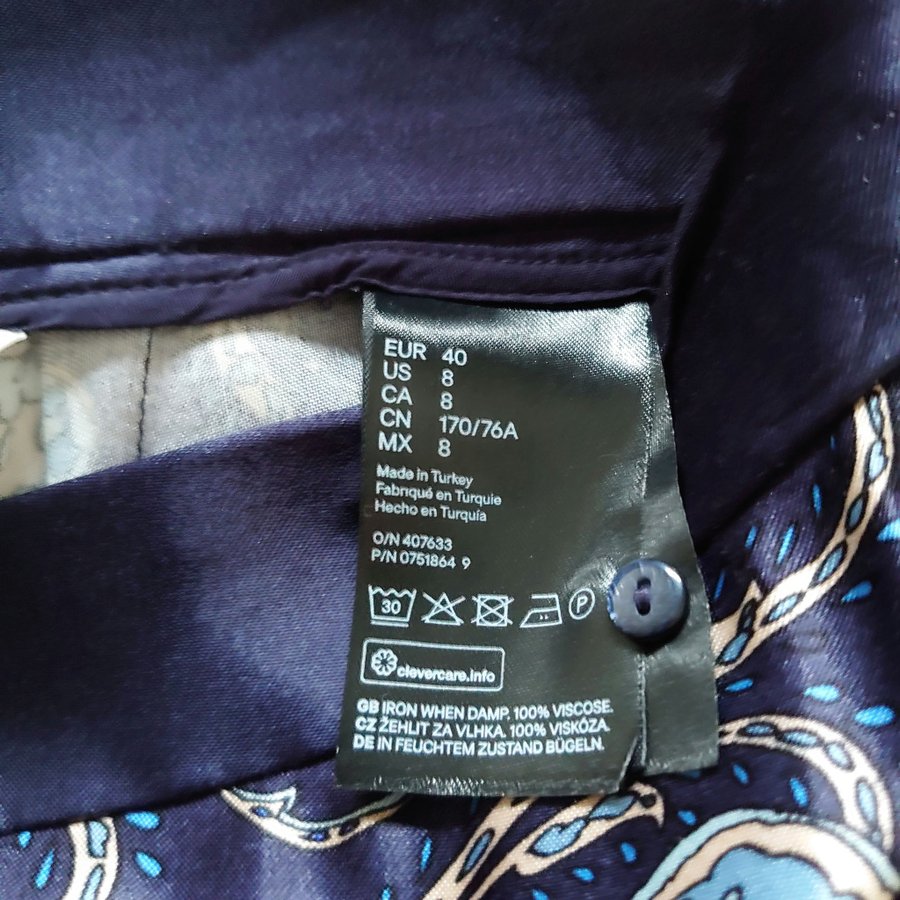 EUR 40
US 8
CA 8
CN 170/76A
MX 8
Made in Turkey
Fabriqué en Turquie
Hecho en Turquía
O/N 407633
P/N 0751864 9
30 P
clevercare.info
GB IRON WHEN DAMP. 100% VISCOSE.
CZ ŽEHLIT ZA VLHKA. 100% VISKÓZA.
DE IN FEUCHTEM ZUSTAND BÜGELN.